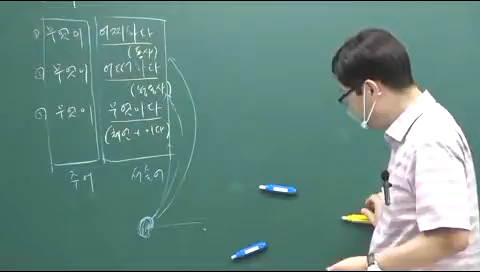 ① 무엇이 어찌하다
(동사)
② 무엇이 어떠하다
(형용사)
③ 무엇이 무엇이다
(체언 + 이다)
주어 서술어